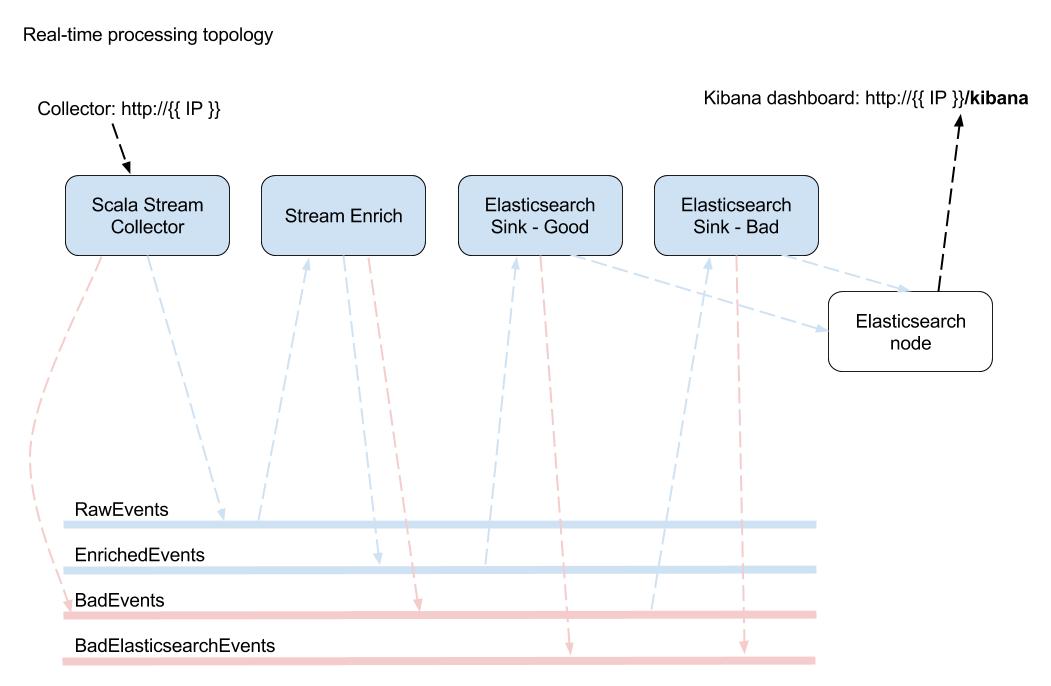 Real-time processing topology
Kibana dashboard: http://{{ IP }}/kibana
Collector: http://{{ IP }}
Scala Stream
Collector
Stream Enrich
Elasticsearch
Sink - Good
Elasticsearch
Sink - Bad
Elasticsearch
node
RawEvents
EnrichedEvents
BadEvents
BadElasticsearchEvents